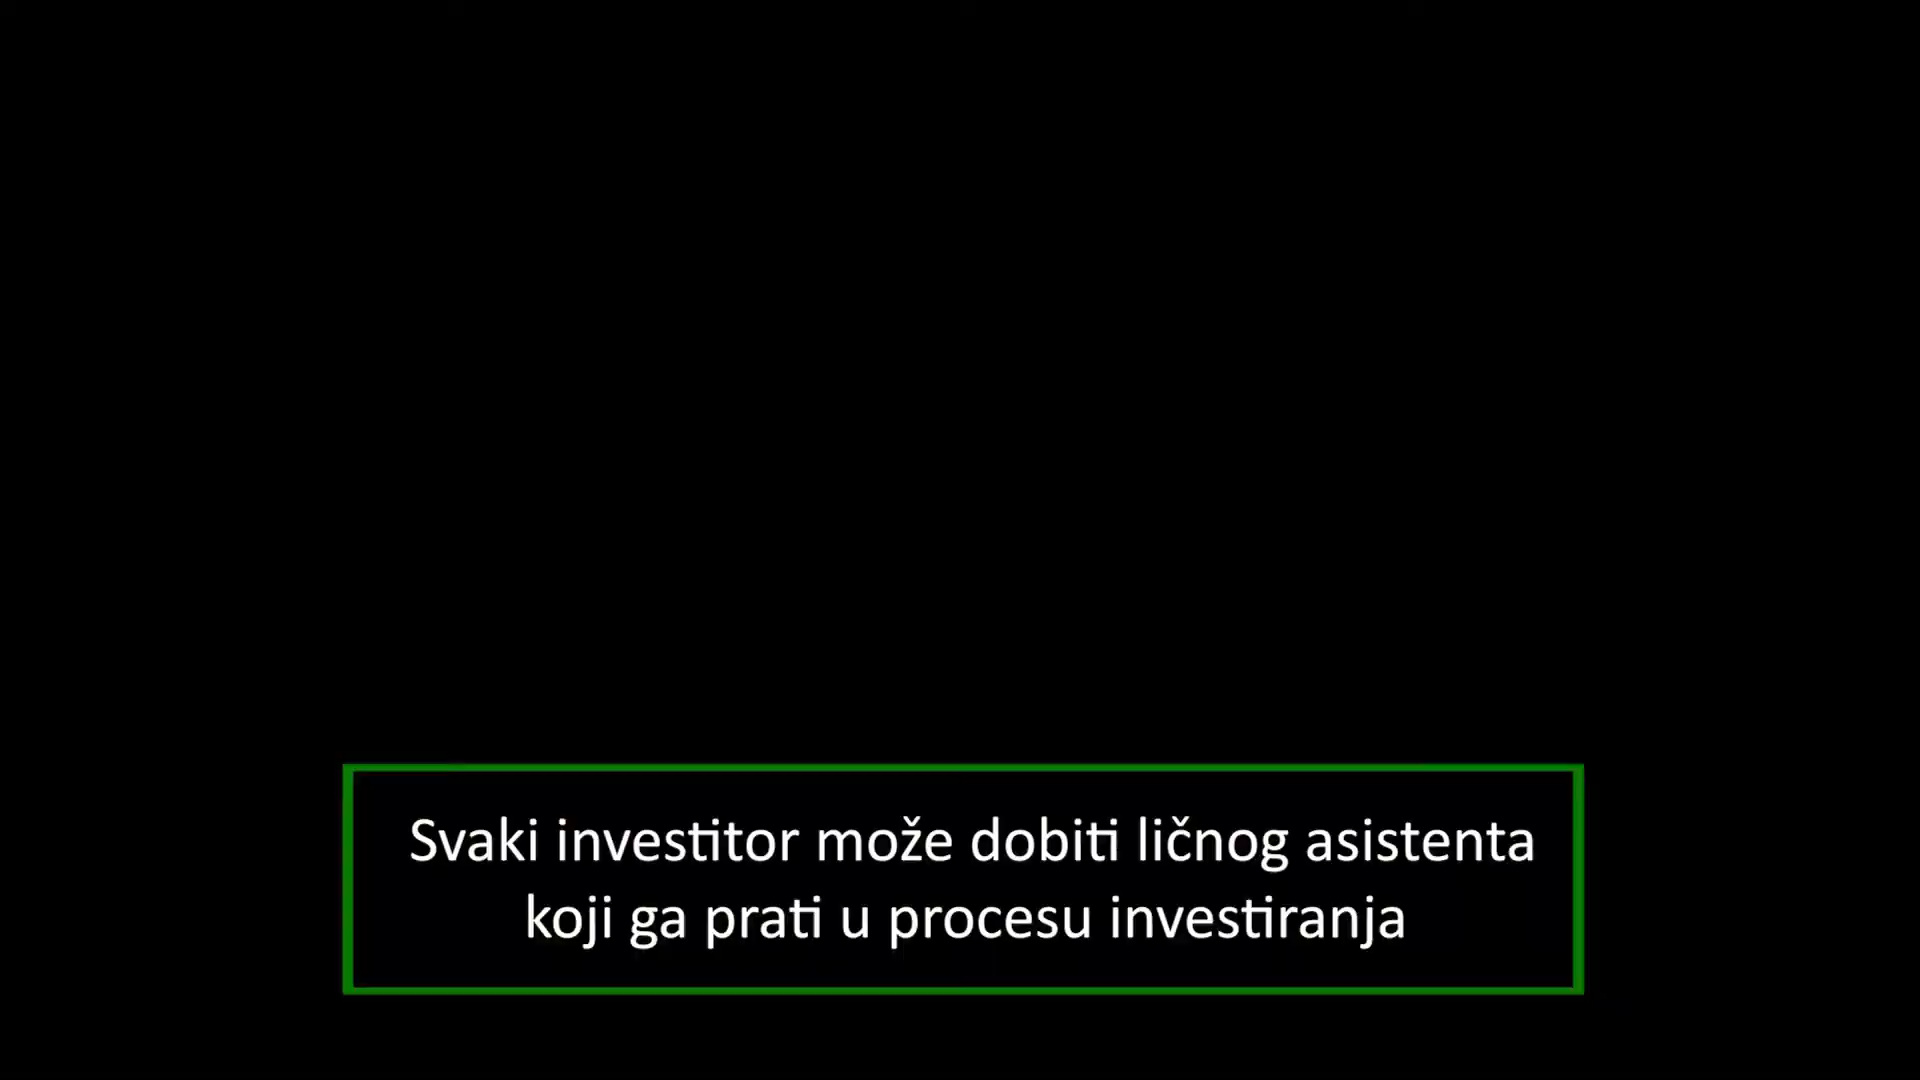 Svaki investitor može dobiti ličnog asistenta
koji ga prati u procesu investiranja